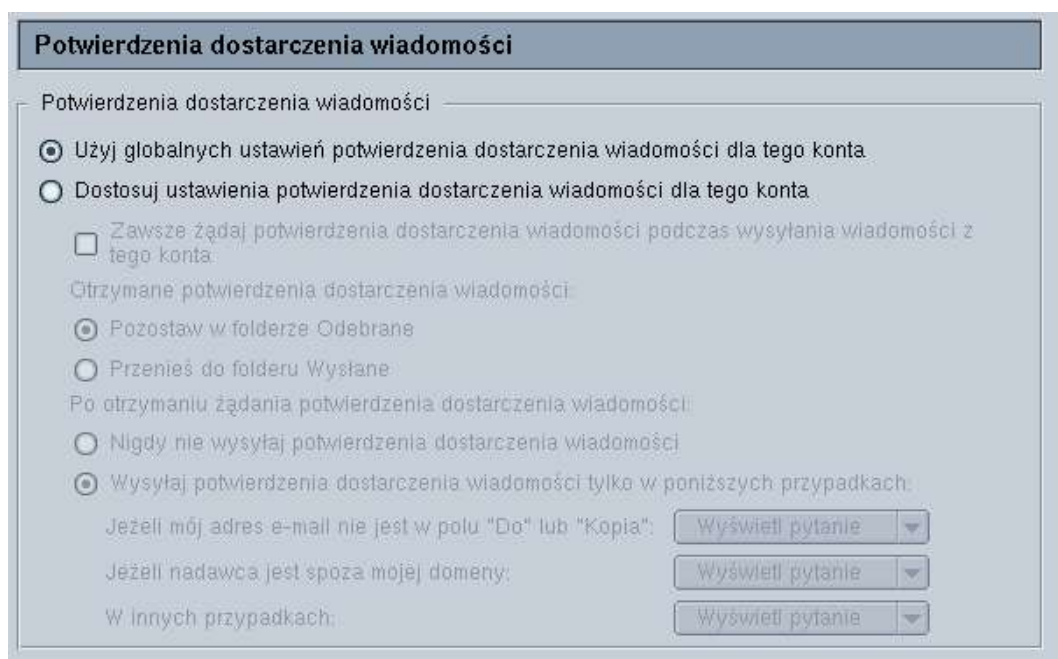 Potwierdzenia dostarczenia wiadomości
Potwierdzenia dostarczenia wiadomości
Użyj globalnych ustawień potwierdzenia dostarczenia wiadomości dla tego konta
Dostosuj ustawienia potwierdzenia dostarczenia wiadomości dla tego konta
Zawsze żądaj potwierdzenia dostarczenia wiadomości podczas wysyłania wiadomości z
tego konta
Otrzymane potwierdzenia dostarczenia wiadomości:
Pozostaw w folderze Odebrane
Przenieś do folderu Wysłane
Po otrzymaniu żądania potwierdzenia dostarczenia wiadomości:
Nigdy nie wysyłaj potwierdzenia dostarczenia wiadomości
Wysyłaj potwierdzenia dostarczenia wiadomości tylko w poniższych przypadkach:
Jeżeli mój adres e-mail nie jest w polu "Do" lub "Kopia": Wyświetl pytanie
Jeżeli nadawca jest spoza mojej domeny: Wyświetl pytanie
W innych przypadkach: Wyświetl pytanie